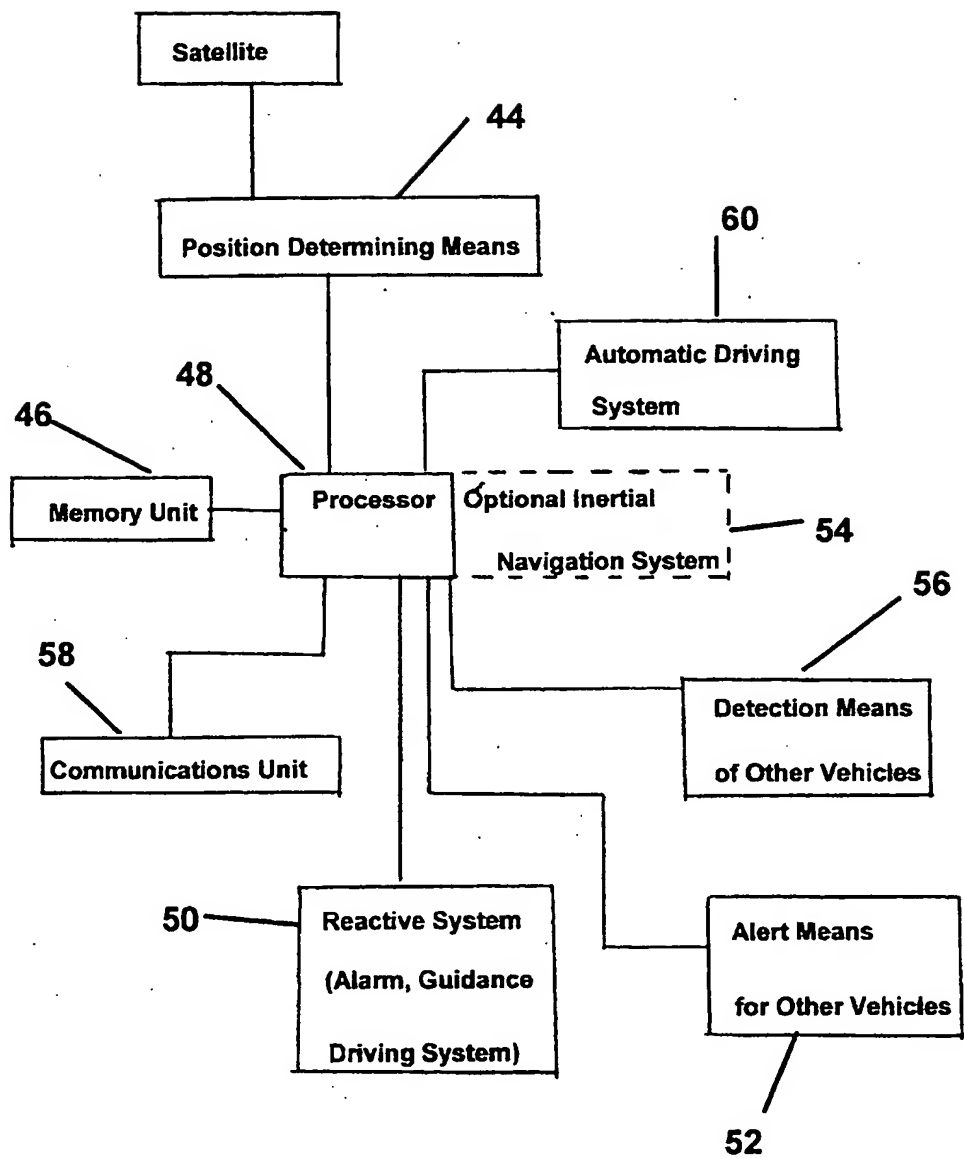 Satellite
44
Position Determining Means
60
Automatic Driving
System
48
46
Memory Unit
Processor
Optional Inertial
Navigation System
54
56
58
Communications Unit
Detection Means
of Other Vehicles
50
Reactive System
(Alarm, Guidance
Driving System)
Alert Means
for Other Vehicles
52